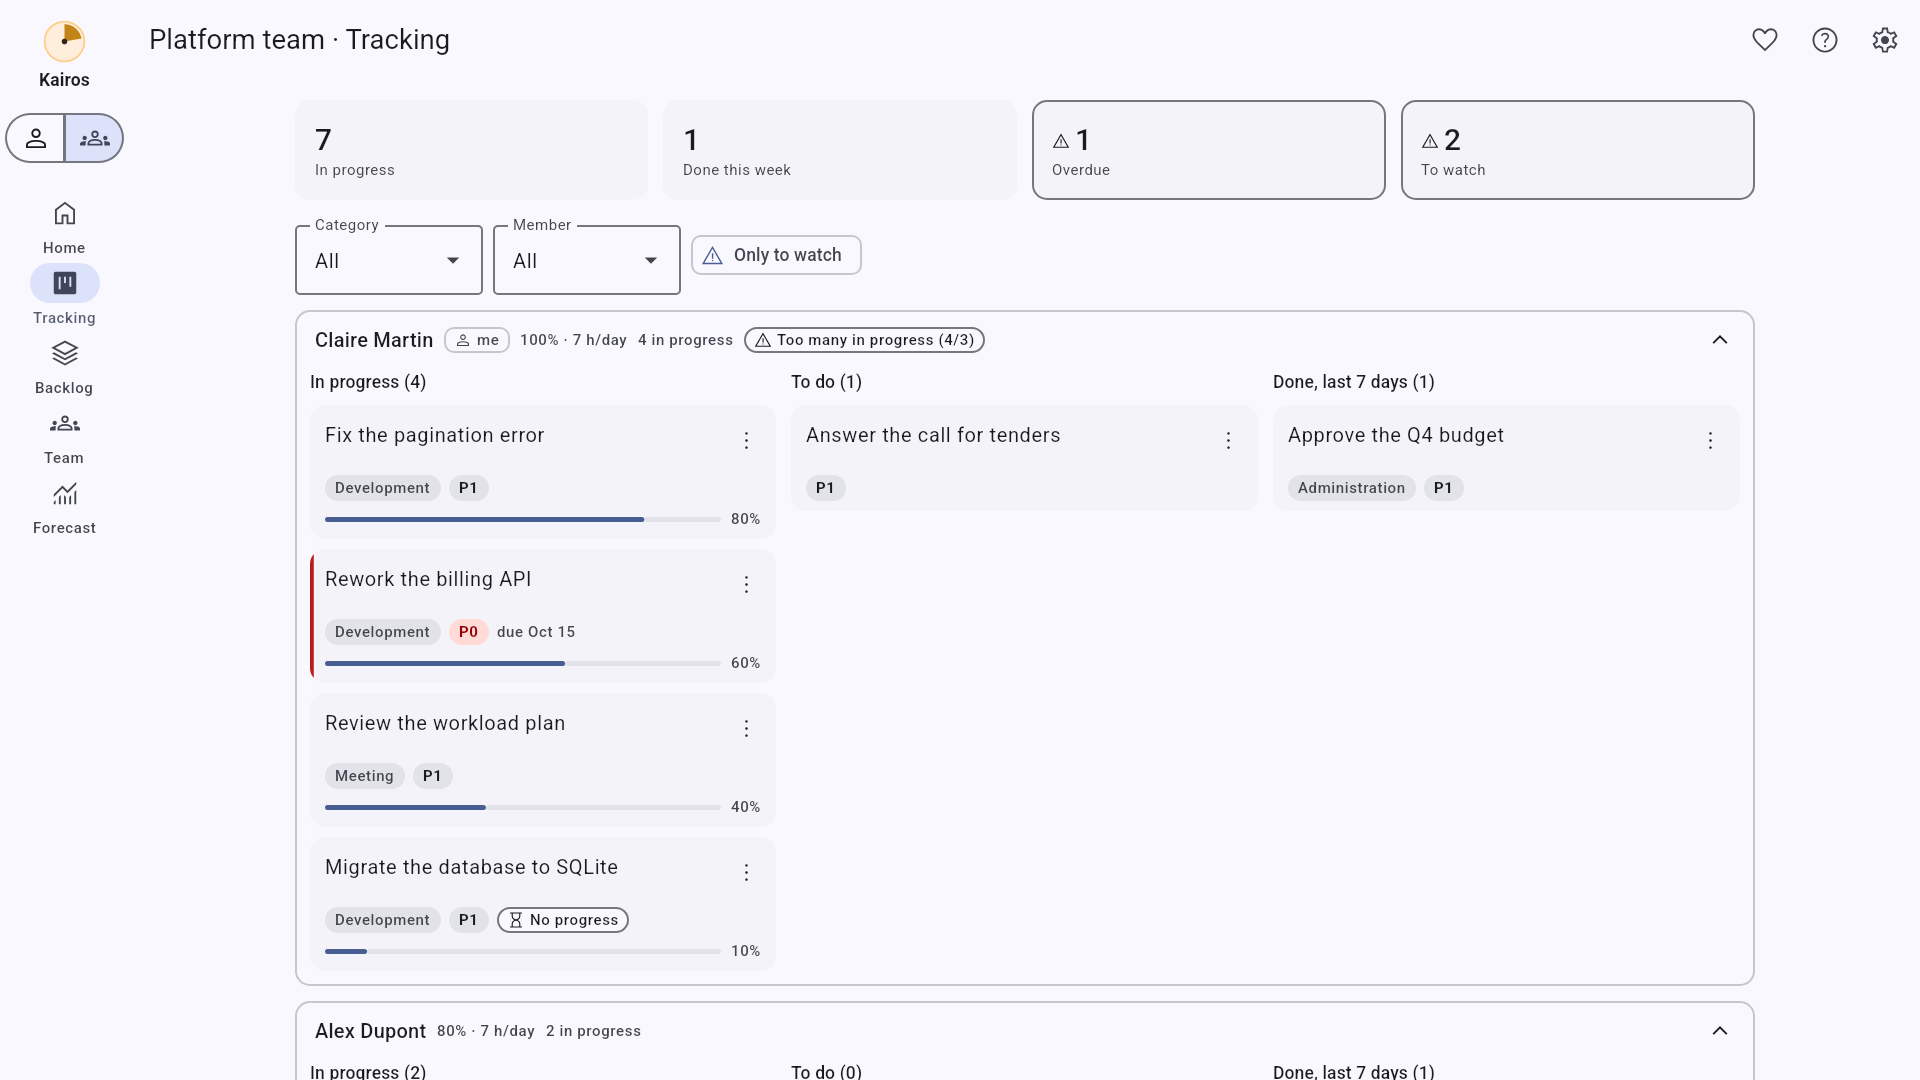 Platform team · Tracking
Kairos
Home
Tracking
Backlog
Team
Forecast
7
In progress
1
Done this week
1
Overdue
2
To watch
Category
All
Member
All
Only to watch
Claire Martin me 100% · 7 h/day 4 in progress Too many in progress (4/3)
In progress (4)
Fix the pagination error
Development P1
80%
Rework the billing API
Development P0 due Oct 15
60%
Review the workload plan
Meeting P1
40%
Migrate the database to SQLite
Development P1 No progress
10%
To do (1)
Answer the call for tenders
P1
Done, last 7 days (1)
Approve the Q4 budget
Administration P1
Alex Dupont 80% · 7 h/day 2 in progress
In progress (2)
To do (0)
Done, last 7 days (1)